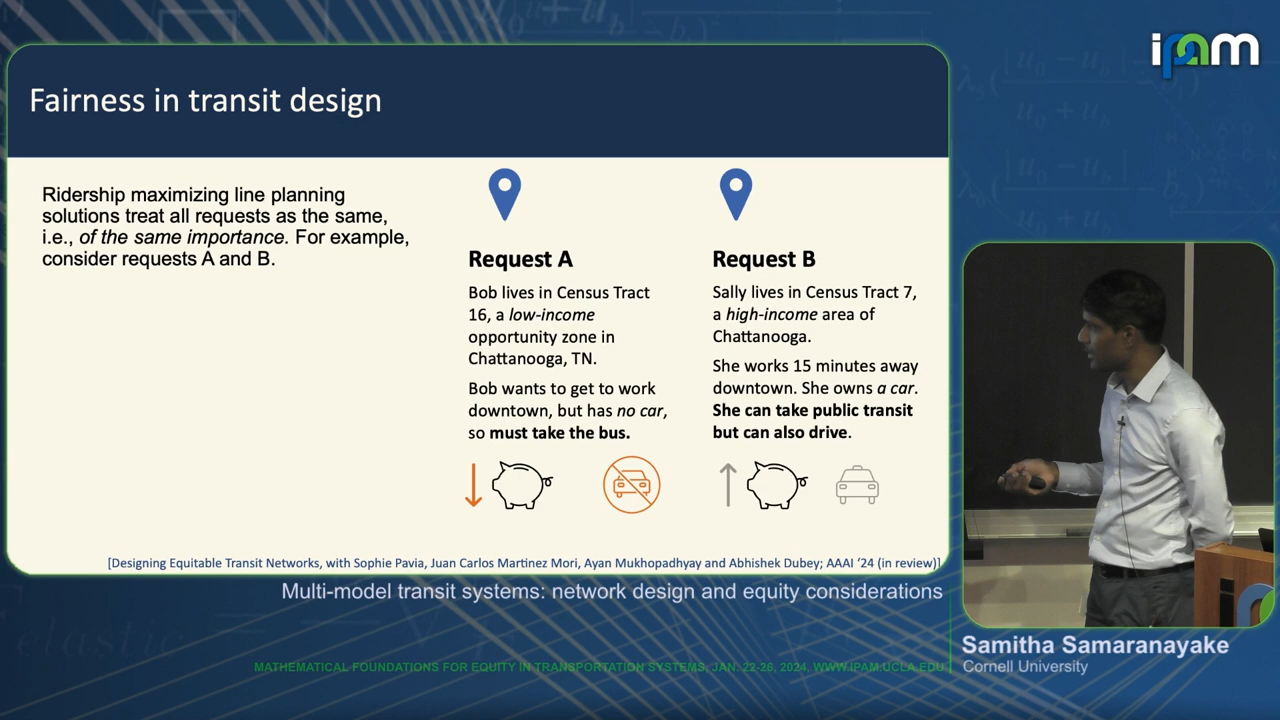 ipam
Fairness in transit design
Ridership maximizing line planning
solutions treat all requests as the same,
i.e., of the same importance. For example,
consider requests A and B.
Request A
Bob lives in Census Tract
16, a low-income
opportunity zone in
Chattanooga, TN.
Bob wants to get to work
downtown, but has no car,
so must take the bus.
Request B
Sally lives in Census Tract 7,
a high-income area of
Chattanooga.
She works 15 minutes away
downtown. She owns a car.
She can take public transit
but can also drive.
[Designing Equitable Transit Networks, with Sophie Pavia, Juan Carlos Martinez Mori, Ayan Mukhopadhyay and Abhishek Dubey; AAAI ‘24 (in review)]
Multi-model transit systems: network design and equity considerations
Samitha Samaranayake
Cornell University
MATHEMATICAL FOUNDATIONS FOR EQUITY IN TRANSPORTATION SYSTEMS, JAN. 22-26, 2024, WWW.IPAM.UCLA.EDU
elastic